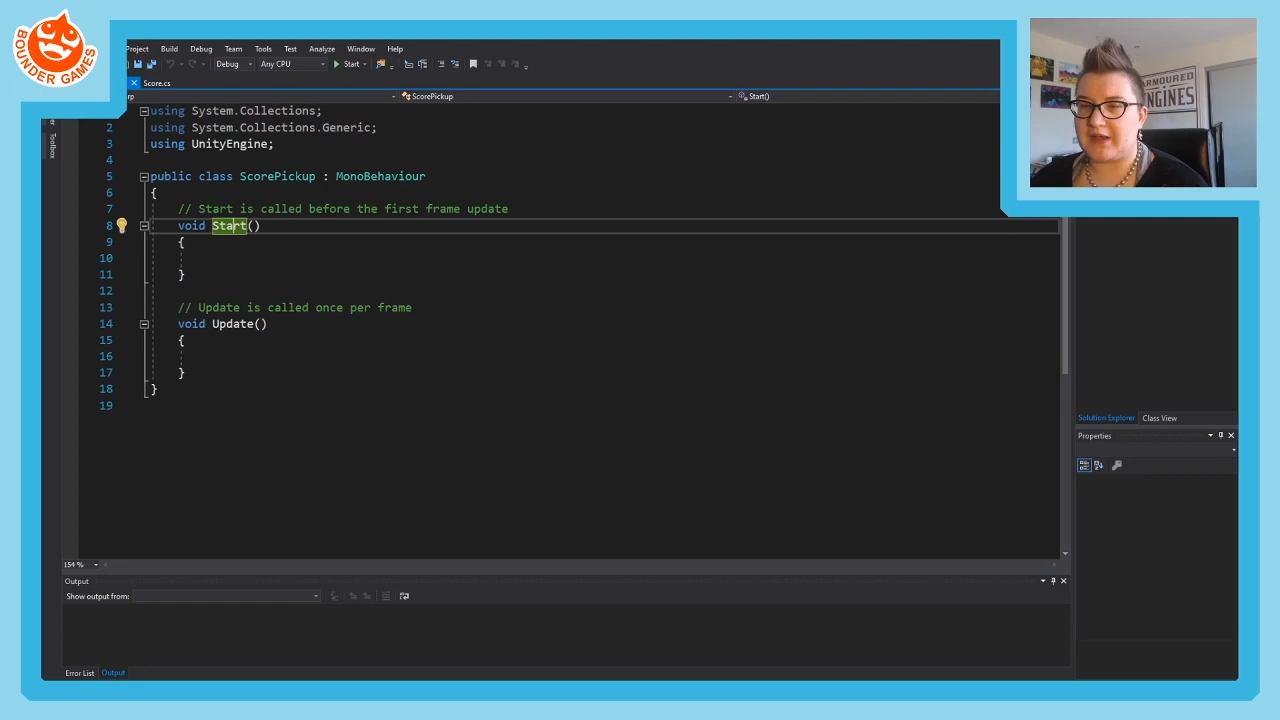 BOUNDER GAMES
Project Build Debug Team Tools Test Analyze Window Help
Debug Any CPU Start
Score.cs
rp ScorePickup Start()
using System.Collections;
2 using System.Collections.Generic;
3 using UnityEngine;
4
5 public class ScorePickup : MonoBehaviour
6 {
7 // Start is called before the first frame update
8 void Start()
9 {
10
11 }
12
13 // Update is called once per frame
14 void Update()
15 {
16
17 }
18 }
19
Toolbox
ARMOURED
ENGINES
Solution Explorer Class View
Properties
154 %
Output
Show output from:
Error List Output